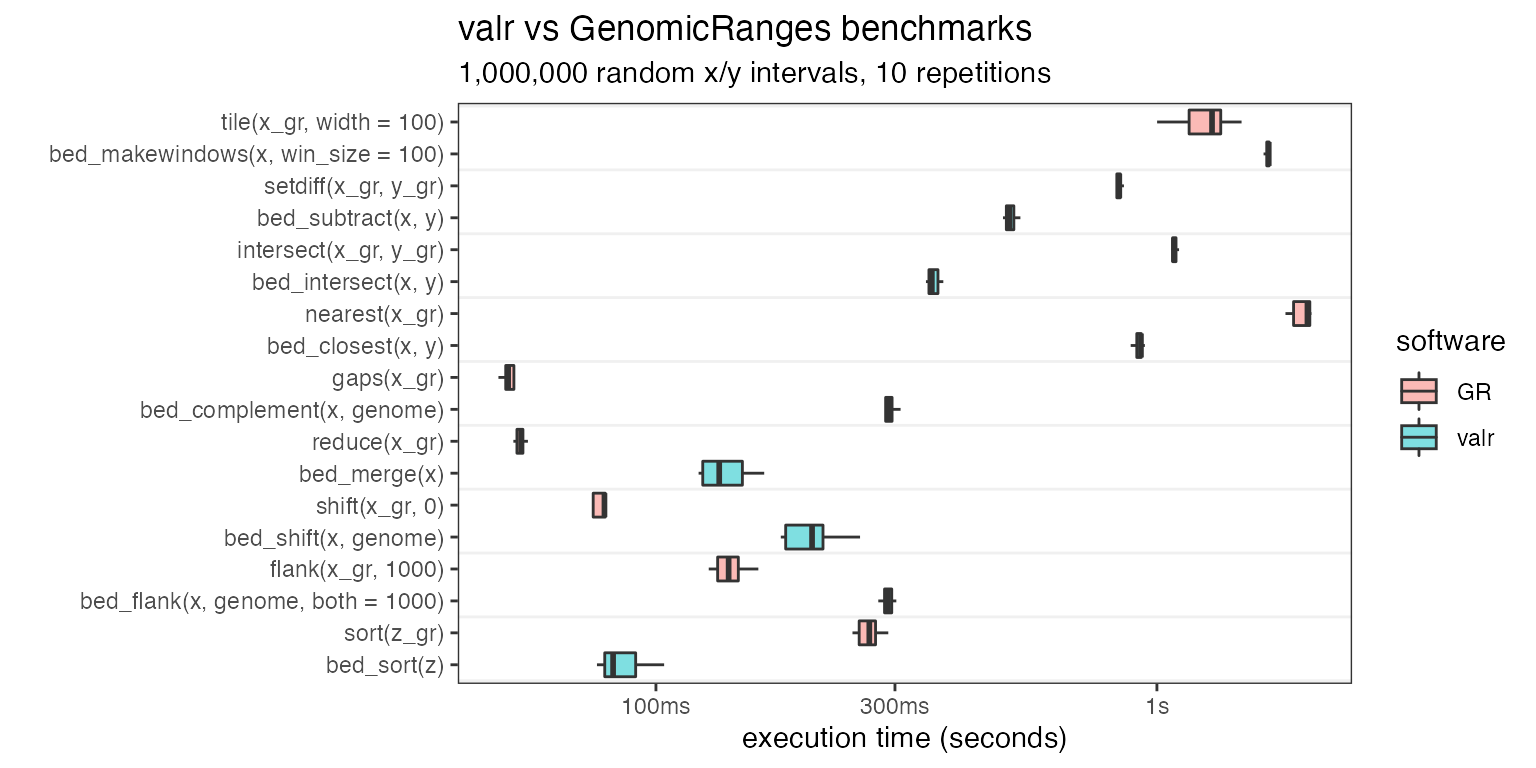 valr vs GenomicRanges benchmarks
1,000,000 random x/y intervals, 10 repetitions
tile(x_gr, width = 100)
bed_makewindows(x, win_size = 100)
setdiff(x_gr, y_gr)
bed_subtract(x, y)
intersect(x_gr, y_gr)
bed_intersect(x, y)
nearest(x_gr)
bed_closest(x, y)
gaps(x_gr)
bed_complement(x, genome)
reduce(x_gr)
bed_merge(x)
shift(x_gr, 0)
bed_shift(x, genome)
flank(x_gr, 1000)
bed_flank(x, genome, both = 1000)
sort(z_gr)
bed_sort(z)
100ms 300ms 1s
execution time (seconds)
software
GR
valr